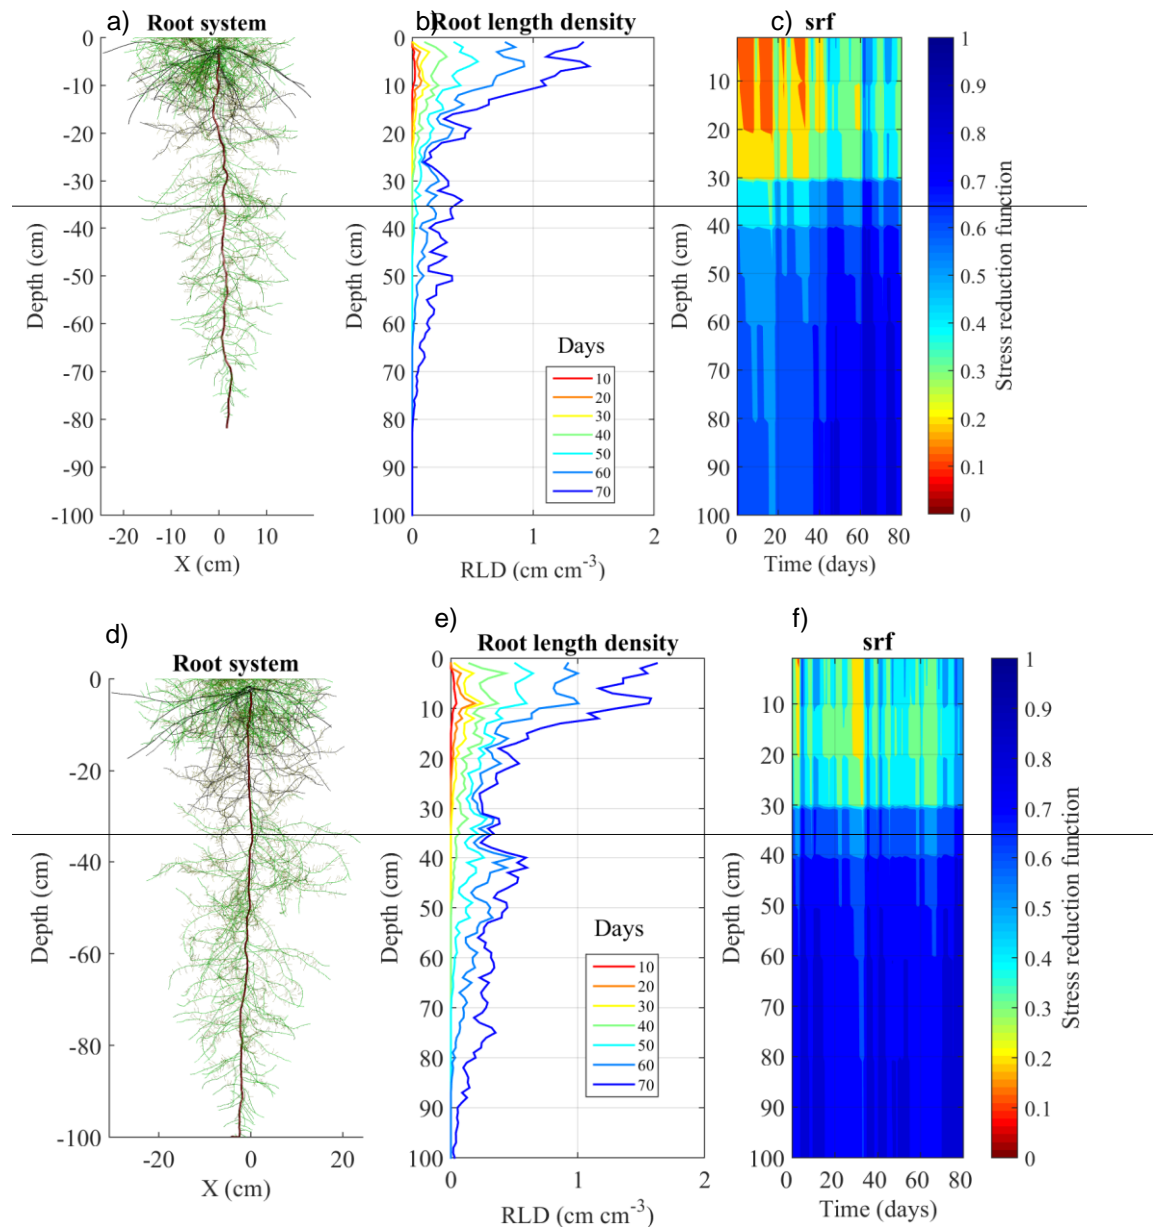 a)
Root system
0
-10
-20
-30
-40
-50
-60
-70
-80
-90
-100
Depth (cm)
-20 -10 0 10
X (cm)
b)
Root length density
0
10
20
30
40
50
60
70
80
90
100
Depth (cm)
Days
10
20
30
40
50
60
70
0 1 2
RLD (cm cm-3)
c) srf
10
20
30
40
50
60
70
80
90
100
Depth (cm)
0 20 40 60 80
Time (days)
1
0.9
0.8
0.7
0.6
0.5
0.4
0.3
0.2
0.1
0
Stress reduction function
d)
Root system
0
-20
-40
-60
-80
-100
Depth (cm)
-20 0 20
X (cm)
e)
Root length density
0
10
20
30
40
50
60
70
80
90
100
Depth (cm)
Days
10
20
30
40
50
60
70
0 1 2
RLD (cm cm-3)
f)
srf
10
20
30
40
50
60
70
80
90
100
Depth (cm)
0 20 40 60 80
Time (days)
1
0.9
0.8
0.7
0.6
0.5
0.4
0.3
0.2
0.1
0
Stress reduction function